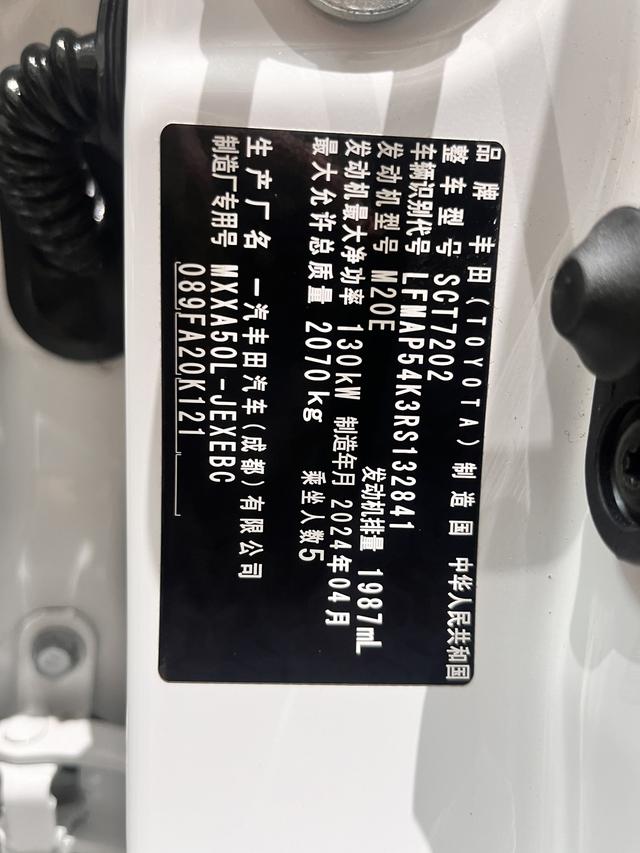 品牌 丰田(TOYOTA) 制造国 中华人民共和国
整车型号 SCT7202
车辆识别代号 LFMAP54K3RS132841
发动机型号 M20E 发动机排量 1987mL
发动机最大净功率 130kW 制造年月 2024年04月
最大允许总质量 2070kg 乘坐人数 5
生产厂名 一汽丰田汽车(成都)有限公司
制造厂专用号 MXXA50L-JEXEBC
089FA20K121